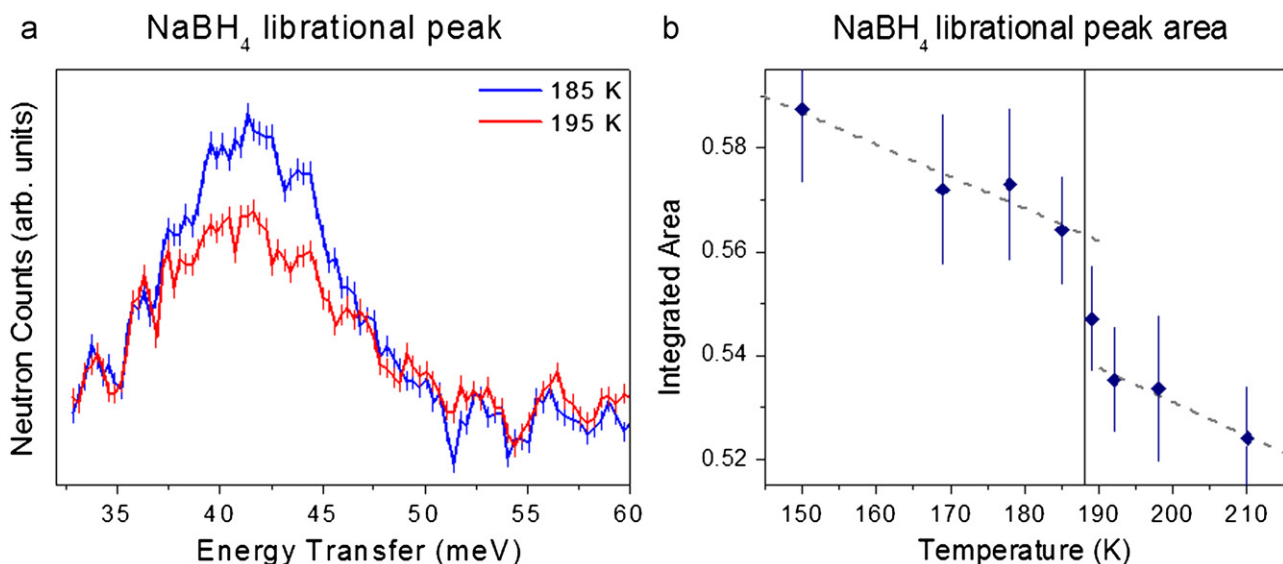 a
NaBH4 librational peak
185 K
195 K
Neutron Counts (arb. units)
35 40 45 50 55 60
Energy Transfer (meV)
b
NaBH4 librational peak area
0.58
0.56
0.54
0.52
Integrated Area
150 160 170 180 190 200 210
Temperature (K)